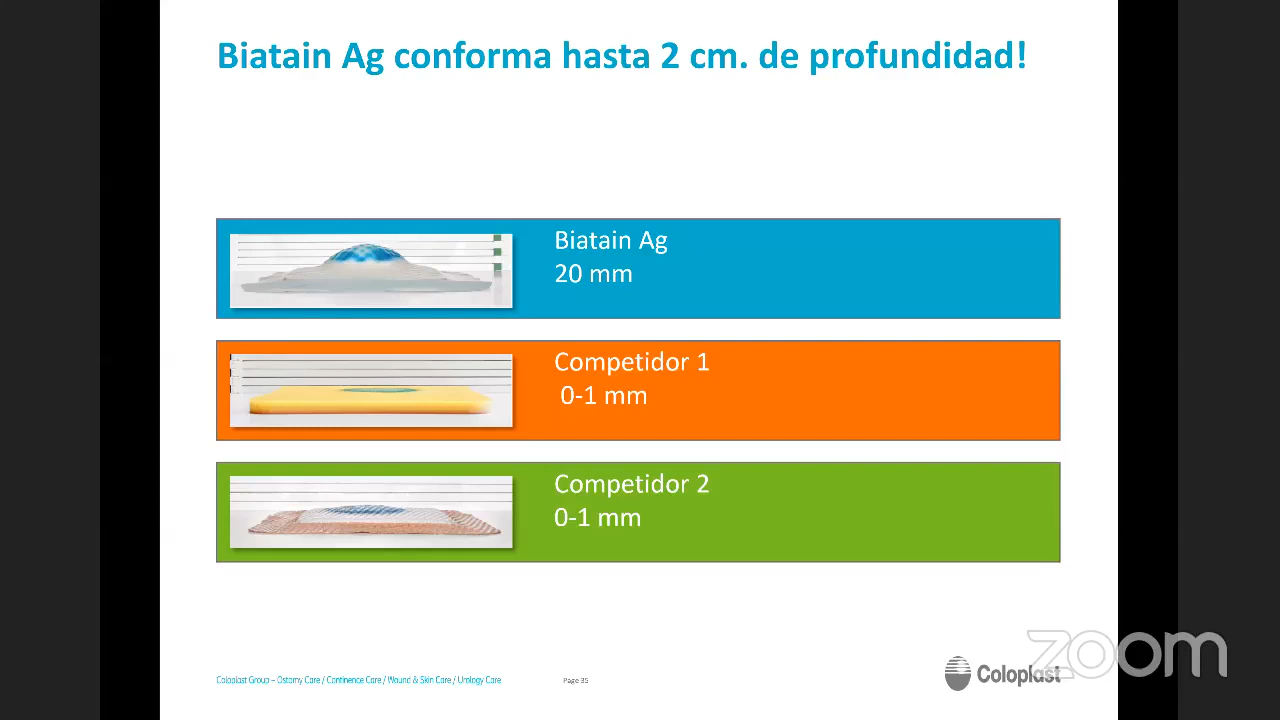 Biatain Ag conforma hasta 2 cm. de profundidad!
Biatain Ag
20 mm
Competidor 1
0-1 mm
Competidor 2
0-1 mm
Coloplast Group – Ostomy Care / Continence Care / Wound & Skin Care / Urology Care
Page 35
Coloplast
zoom